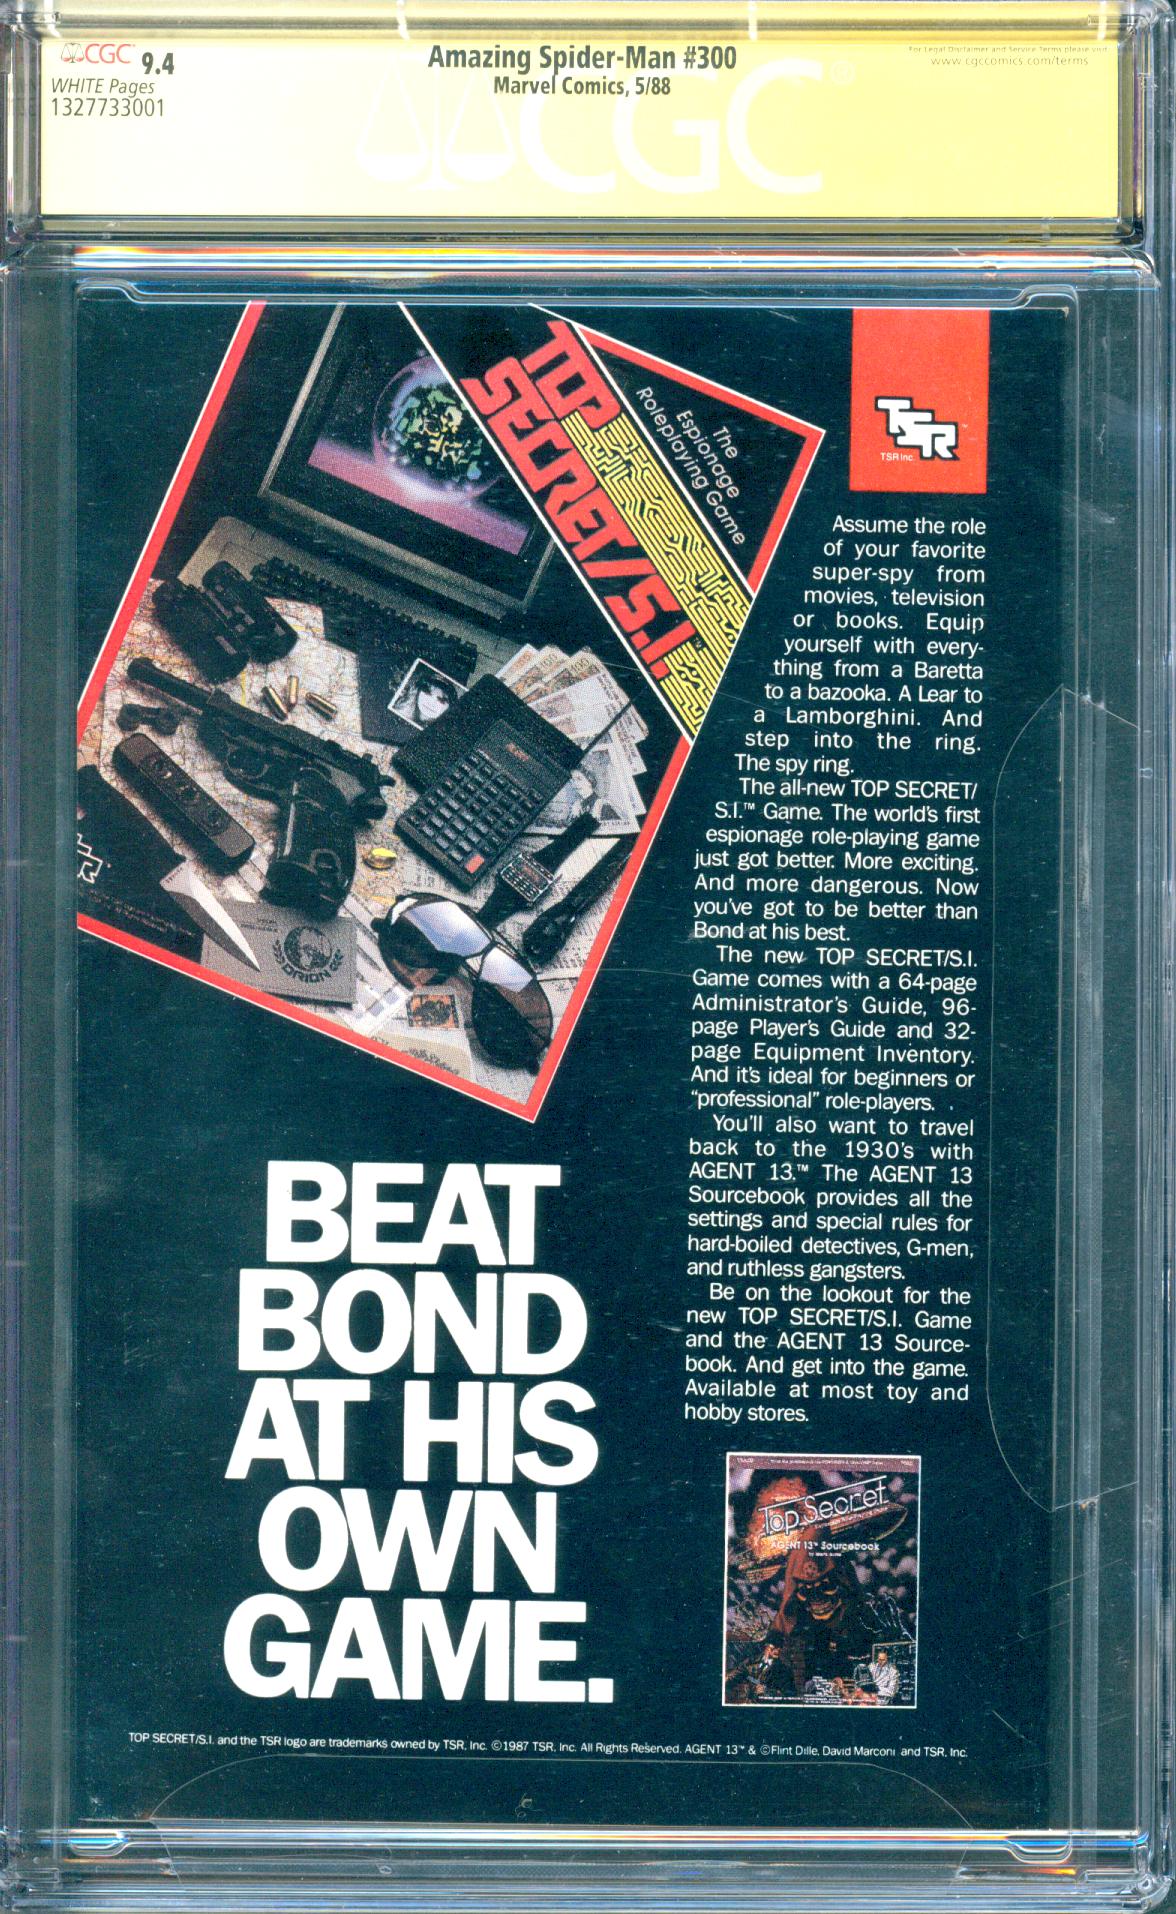 CGC 9.4
WHITE Pages
1327733001
Amazing Spider-Man #300
Marvel Comics, 5/88
For Legal Disclaimer and Service Terms please visit
www.cgccomics.com/terms
CGC®
TOP
SECRET/S.I.™
The
Espionage
Roleplaying Game
TSR
TSR Inc.
ORION
Assume the role
of your favorite
super-spy from
movies, television
or books. Equip
yourself with every-
thing from a Baretta
to a bazooka. A Lear to
a Lamborghini. And
step into the ring.
The spy ring.
The all-new TOP SECRET/
S.I.™ Game. The world's first
espionage role-playing game
just got better. More exciting.
And more dangerous. Now
you've got to be better than
Bond at his best.
The new TOP SECRET/S.I.
Game comes with a 64-page
Administrator's Guide, 96-
page Player's Guide and 32-
page Equipment Inventory.
And it's ideal for beginners or
"professional" role-players.
You'll also want to travel
back to the 1930's with
AGENT 13.™ The AGENT 13
Sourcebook provides all the
settings and special rules for
hard-boiled detectives, G-men,
and ruthless gangsters.
Be on the lookout for the
new TOP SECRET/S.I. Game
and the AGENT 13 Source-
book. And get into the game.
Available at most toy and
hobby stores.
BEAT
BOND
AT HIS
OWN
GAME.
Top Secret
AGENT 13™ Sourcebook
TOP SECRET/S.I. and the TSR logo are trademarks owned by TSR, Inc. ©1987 TSR, Inc. All Rights Reserved. AGENT 13™ & ©Flint Dille, David Marconi and TSR, Inc.